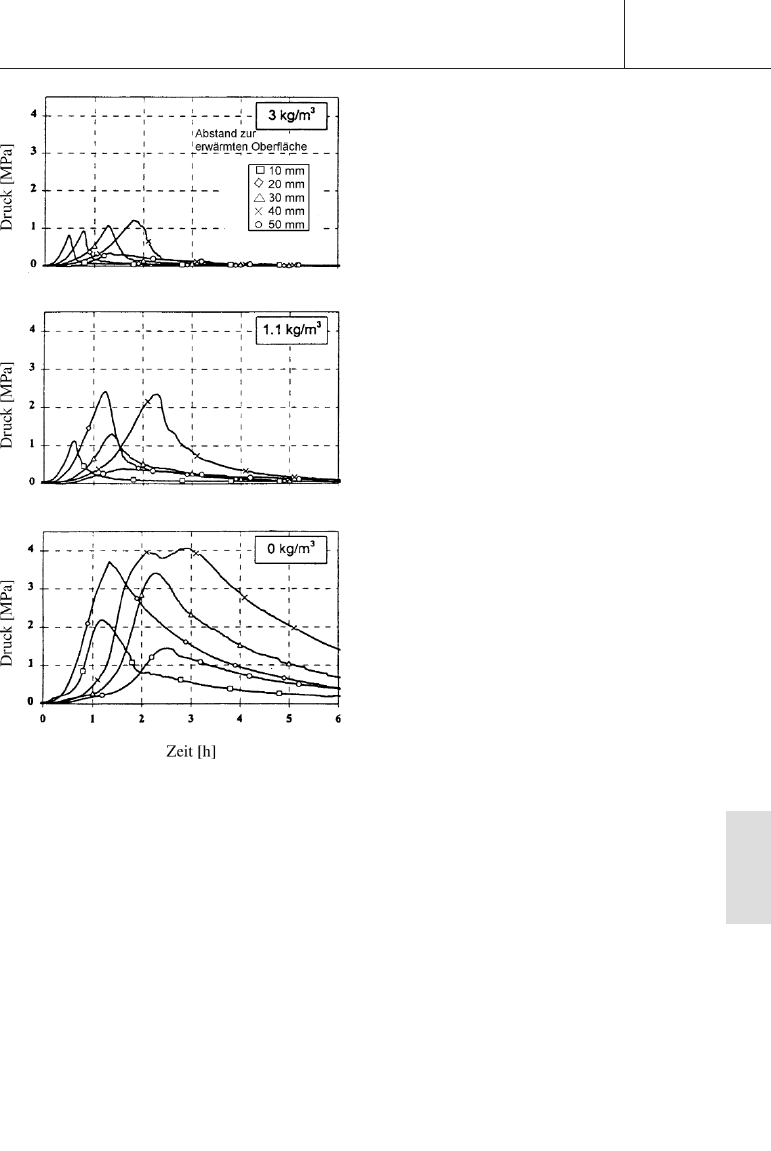 3 kg/m³
Abstand zur
erwärmten Oberfläche
10 mm
20 mm
30 mm
40 mm
50 mm
Druck [MPa]
4
3
2
1
0
1.1 kg/m³
Druck [MPa]
4
3
2
1
0
0 kg/m³
Druck [MPa]
4
3
2
1
0
0 1 2 3 4 5 6
Zeit [h]